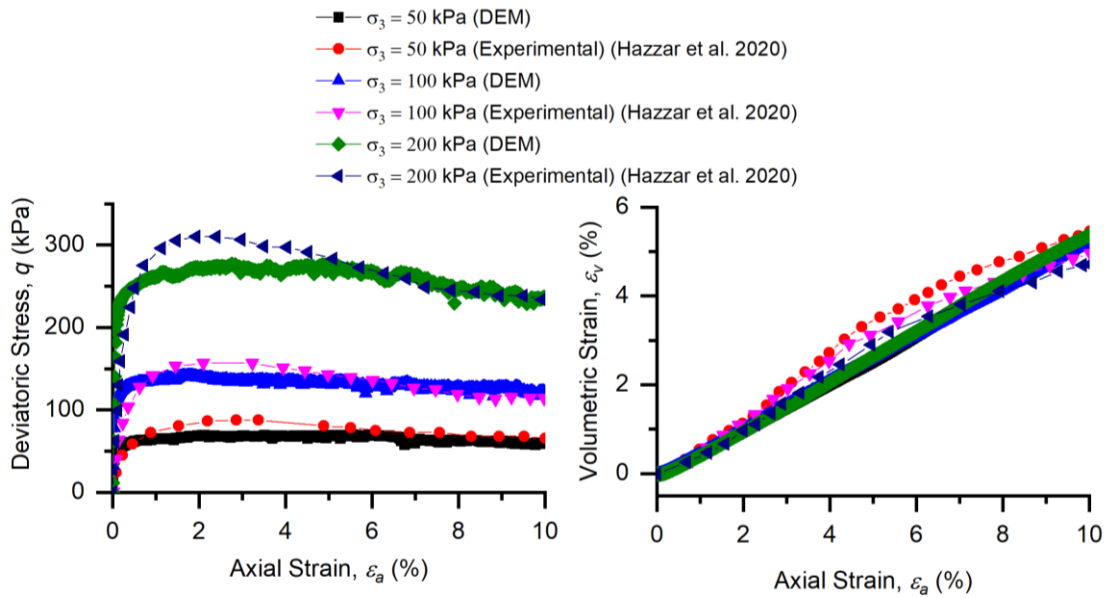 σ3 = 50 kPa (DEM)
σ3 = 50 kPa (Experimental) (Hazzar et al. 2020)
σ3 = 100 kPa (DEM)
σ3 = 100 kPa (Experimental) (Hazzar et al. 2020)
σ3 = 200 kPa (DEM)
σ3 = 200 kPa (Experimental) (Hazzar et al. 2020)
Deviatoric Stress, q (kPa)
300
200
100
0
0 2 4 6 8 10
Axial Strain, εa (%)
Volumetric Strain, εv (%)
6
4
2
0
0 2 4 6 8 10
Axial Strain, εa (%)